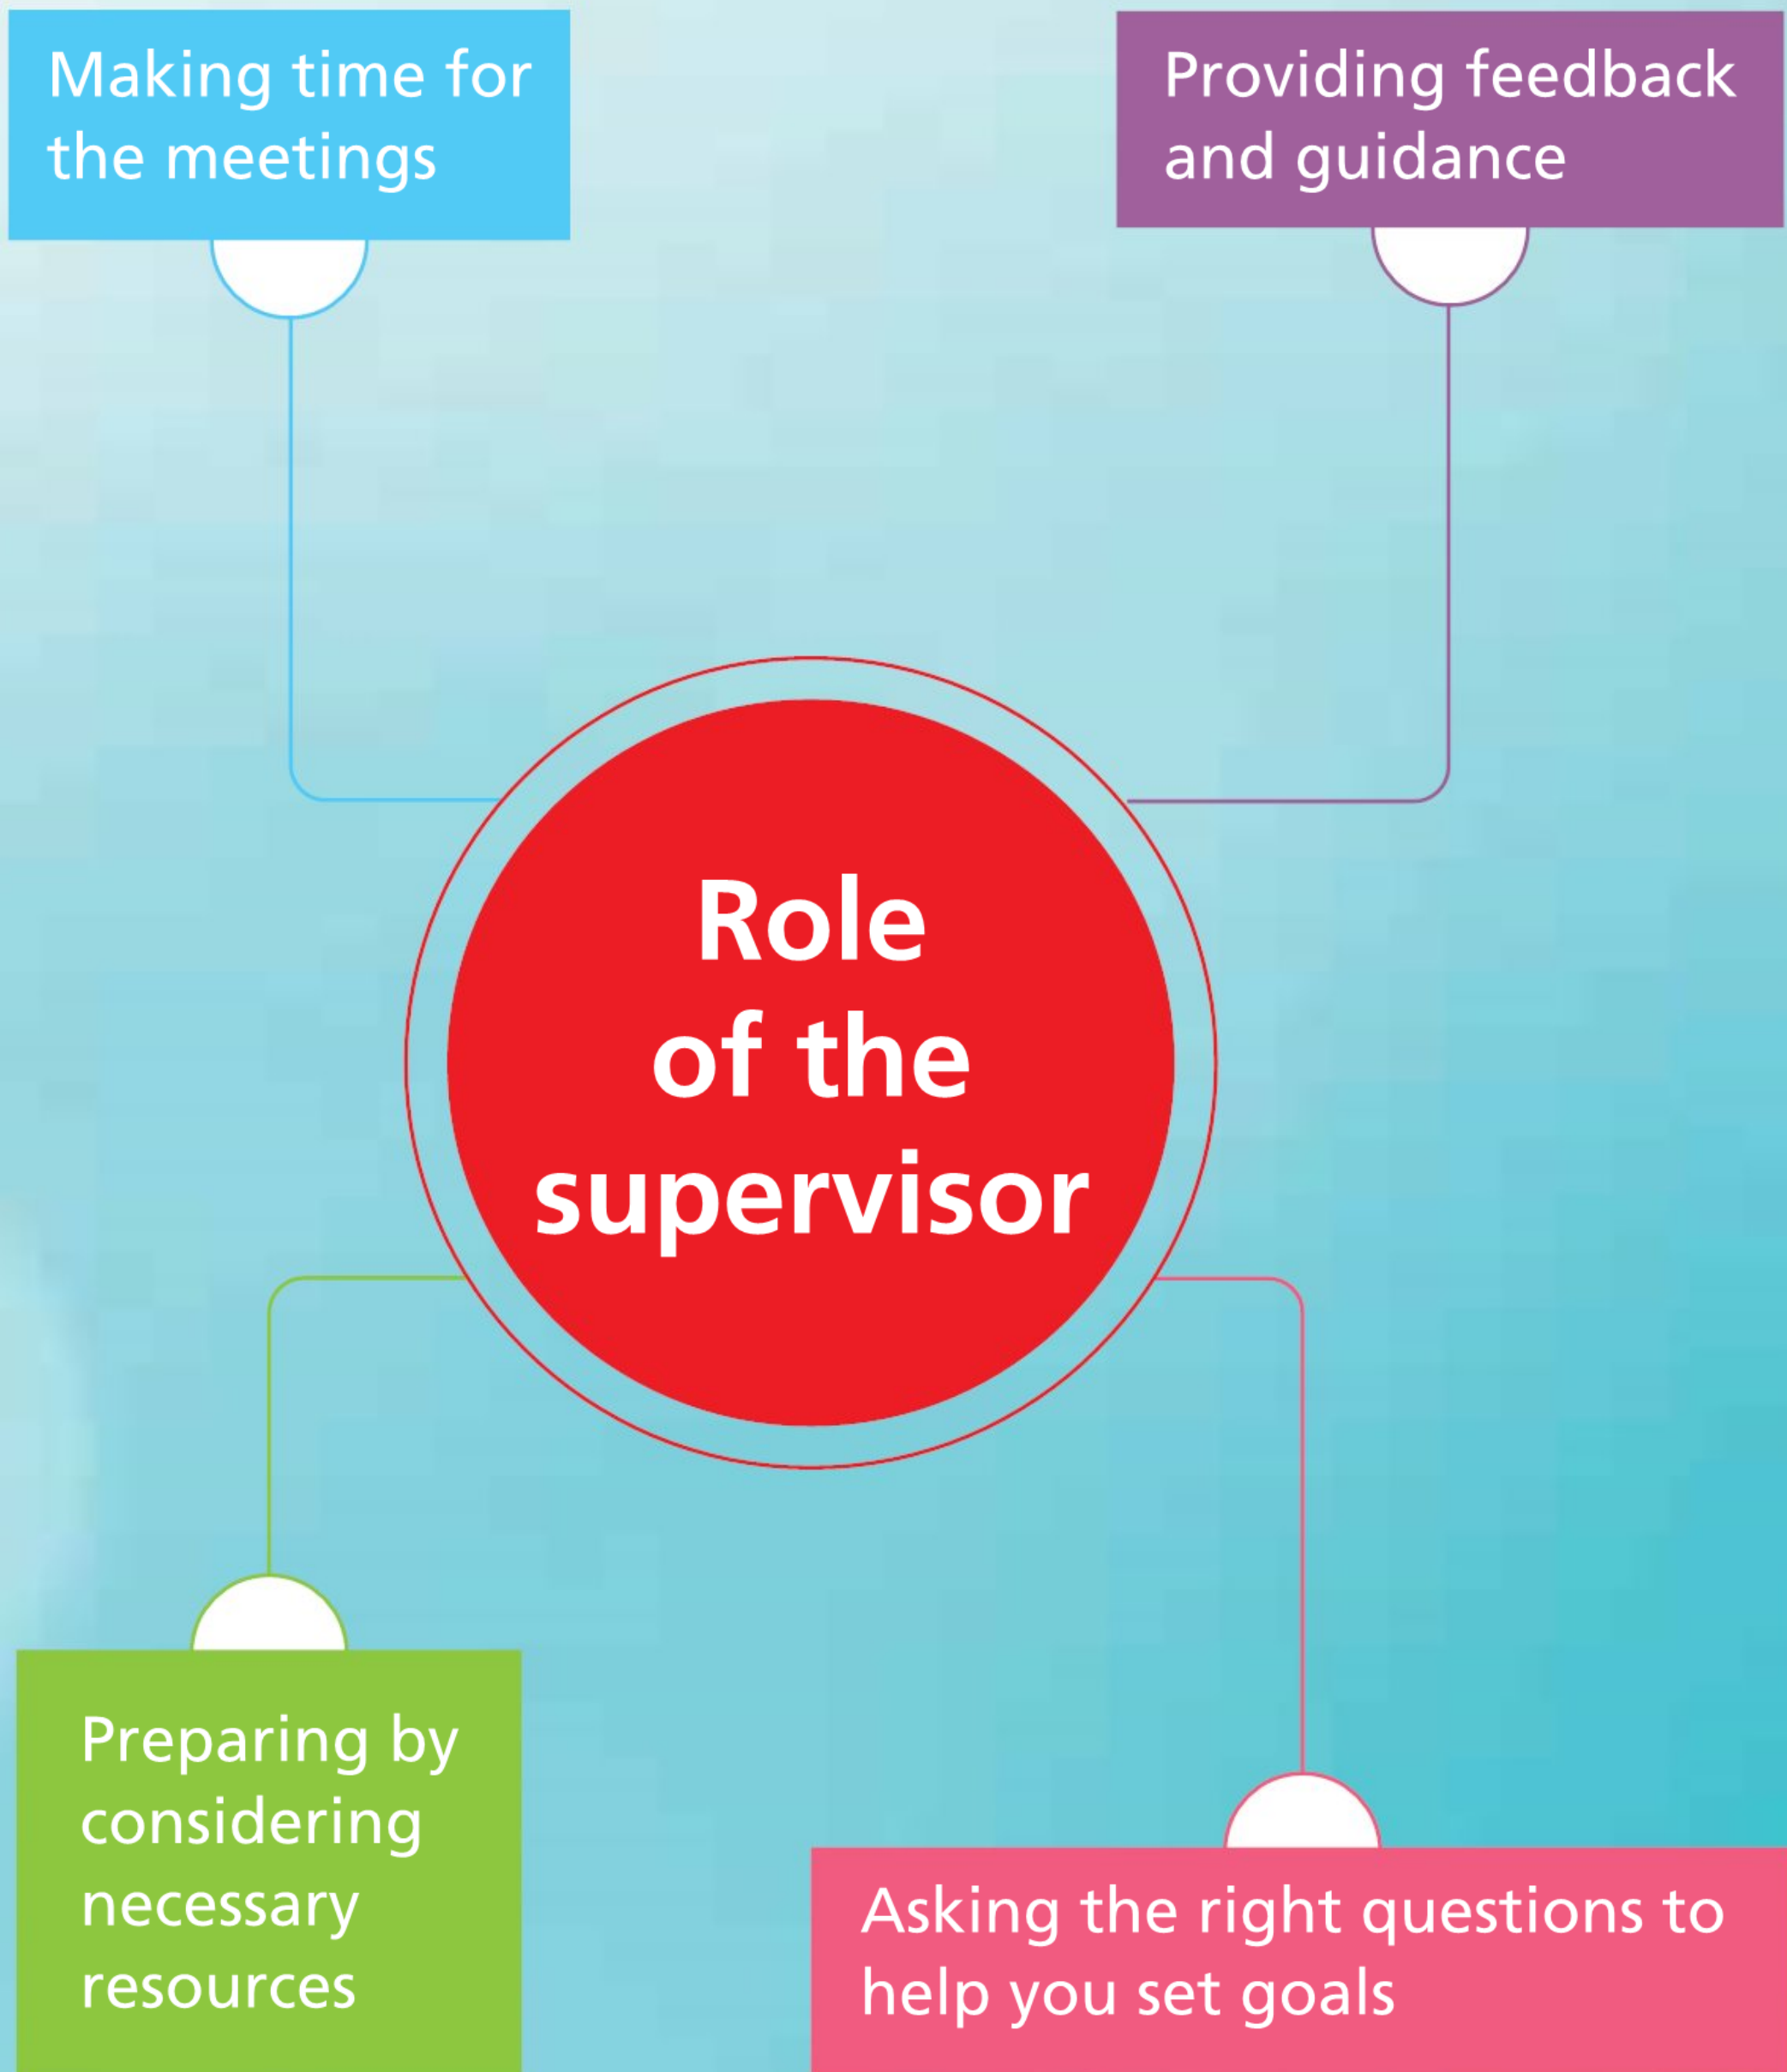 Making time for
the meetings
Providing feedback
and guidance
Role
of the
supervisor
Preparing by
considering
necessary
resources
Asking the right questions to
help you set goals